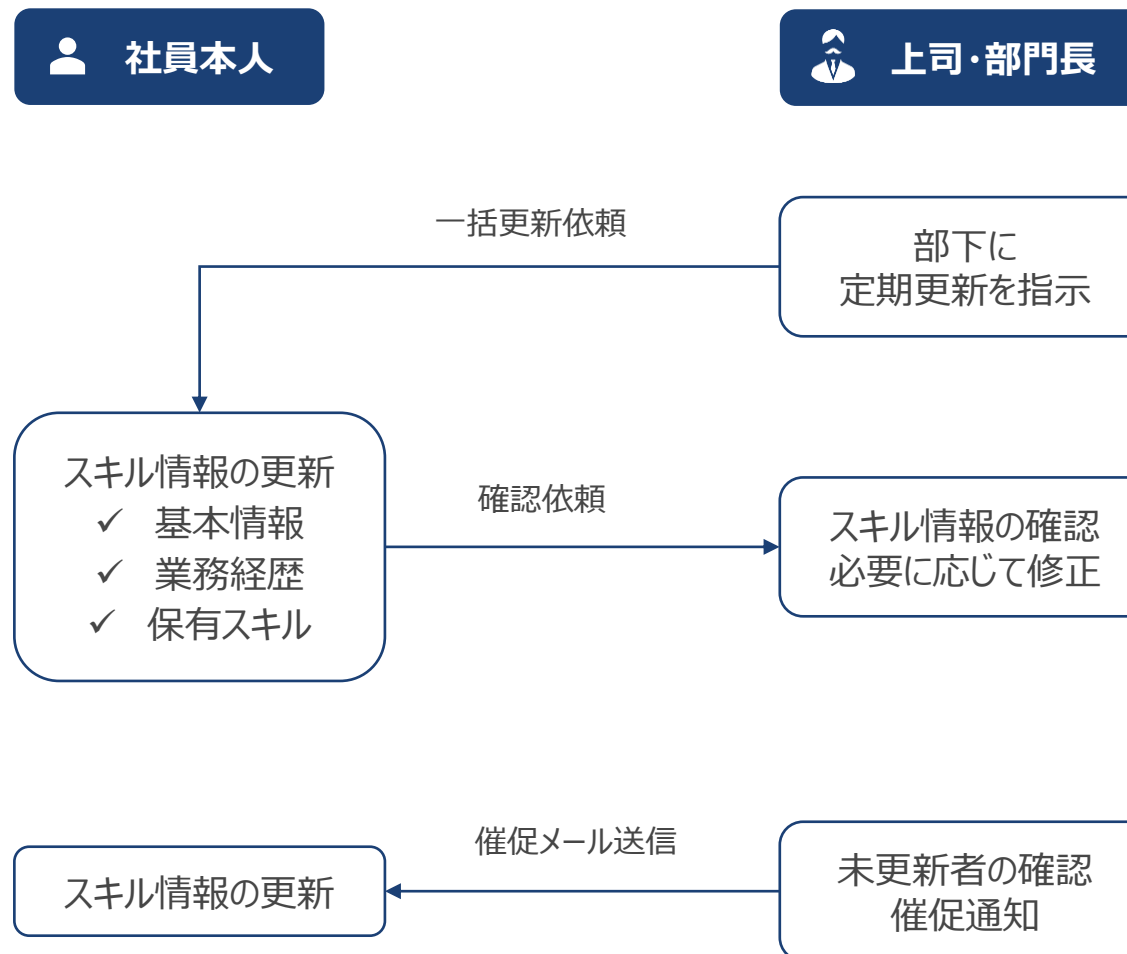 社員本人
上司・部門長
一括更新依頼
部下に
定期更新を指示
スキル情報の更新
✓ 基本情報
✓ 業務経歴
✓ 保有スキル
確認依頼
スキル情報の確認
必要に応じて修正
催促メール送信
スキル情報の更新
未更新者の確認
催促通知